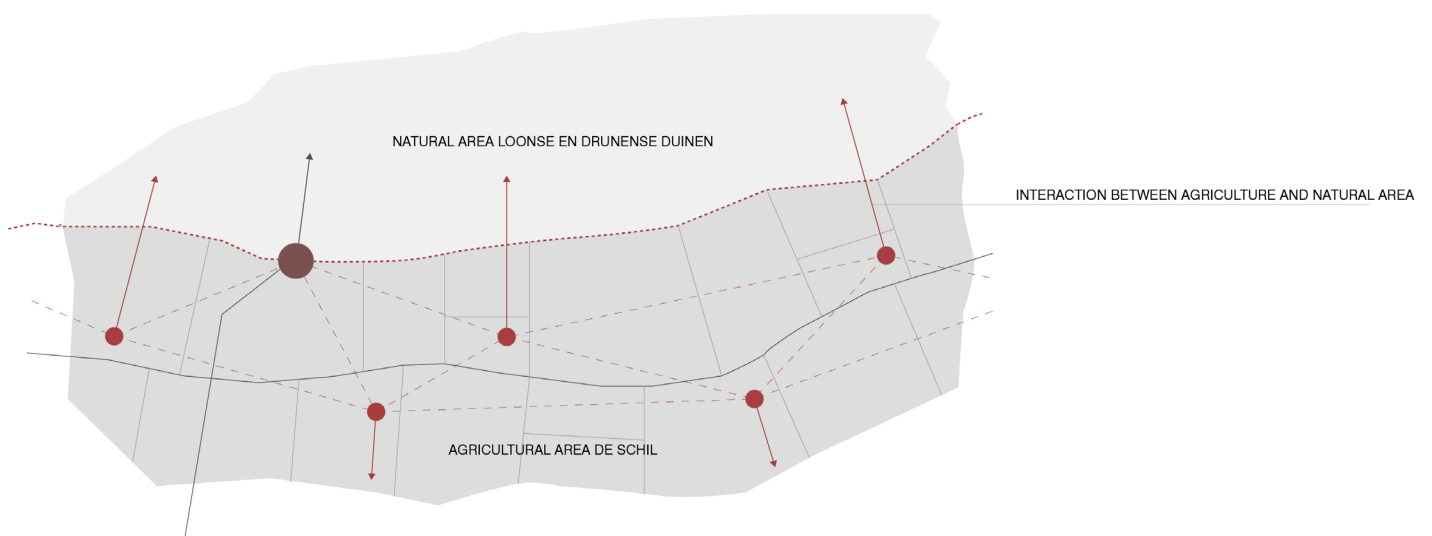 NATURAL AREA LOONSE EN DRUNENSE DUINEN
INTERACTION BETWEEN AGRICULTURE AND NATURAL AREA
AGRICULTURAL AREA DE SCHIL